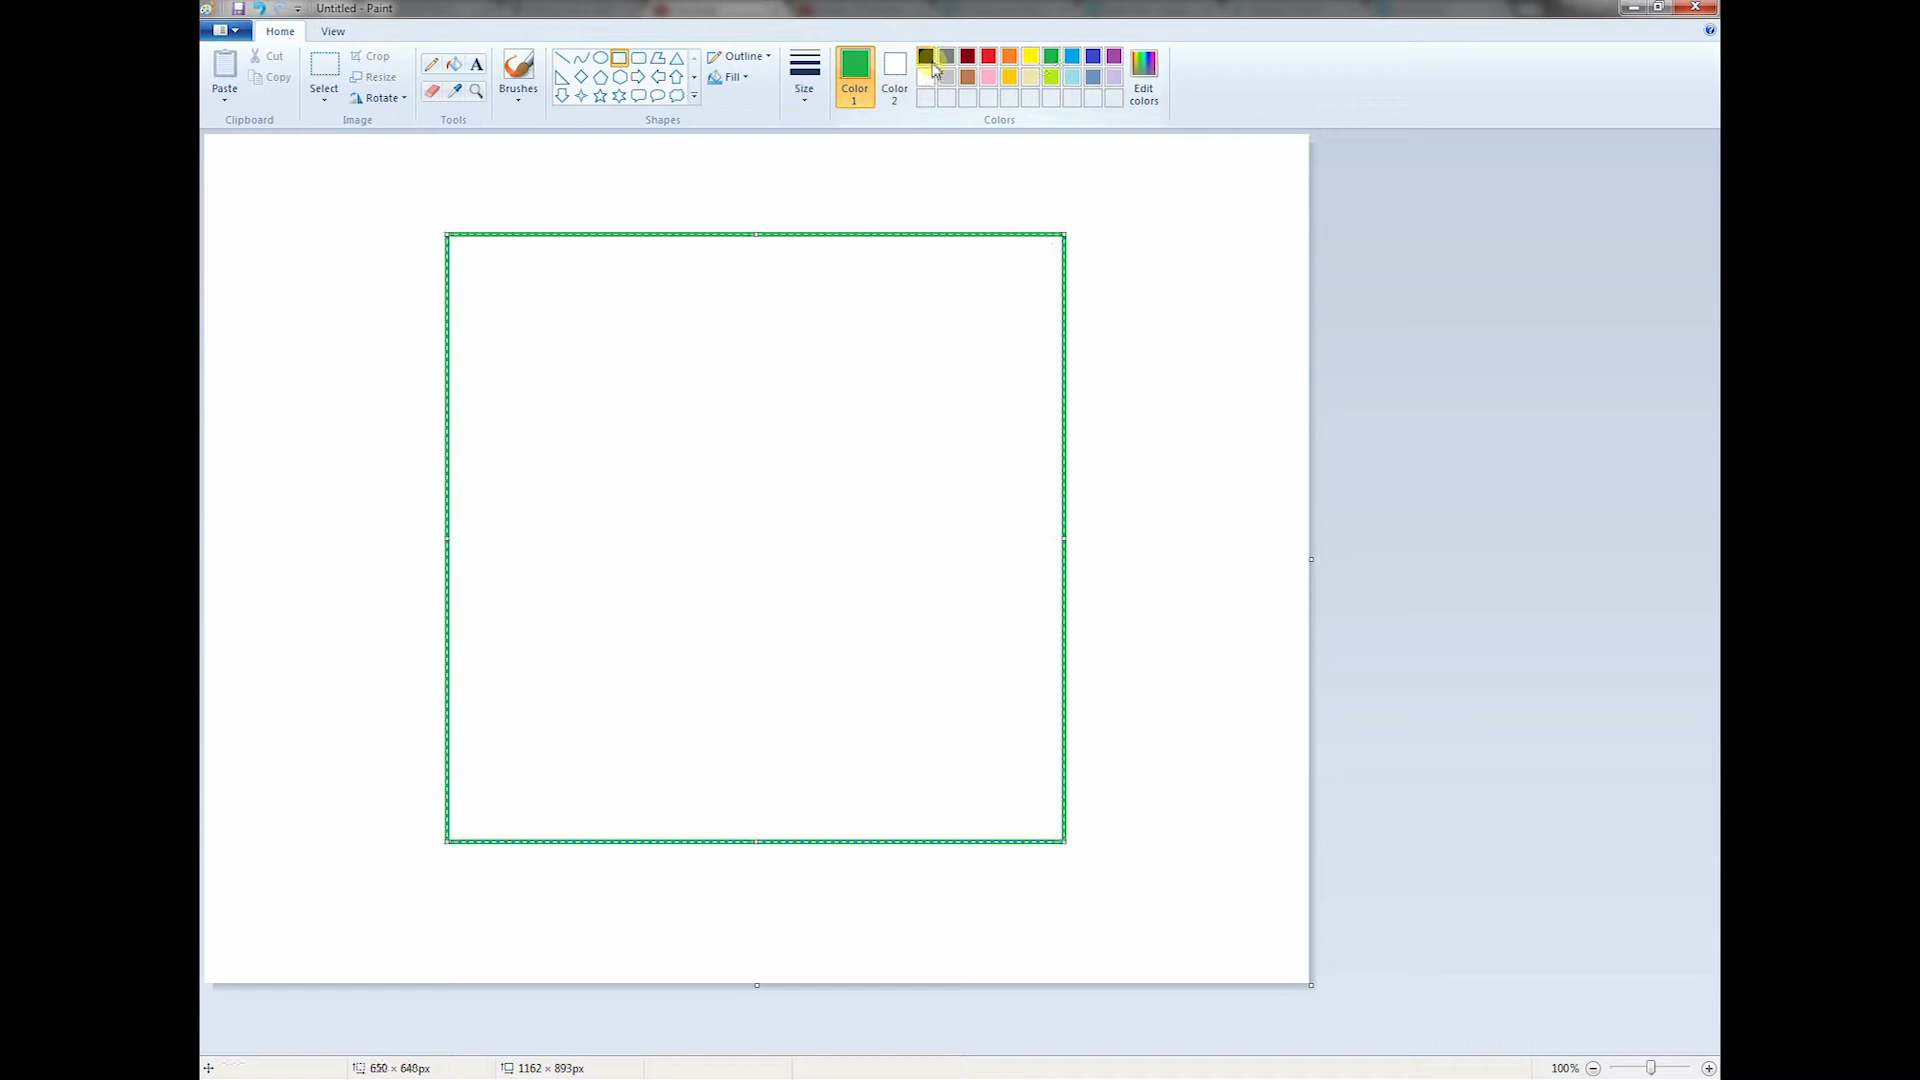 Untitled - Paint
Home
View
Paste
Cut
Copy
Clipboard
Select
Crop
Resize
Rotate
Image
A
Tools
Brushes
Outline
Fill
Shapes
Size
Color 1
Color 2
Edit colors
Colors
650 × 640px
1162 × 893px
100%